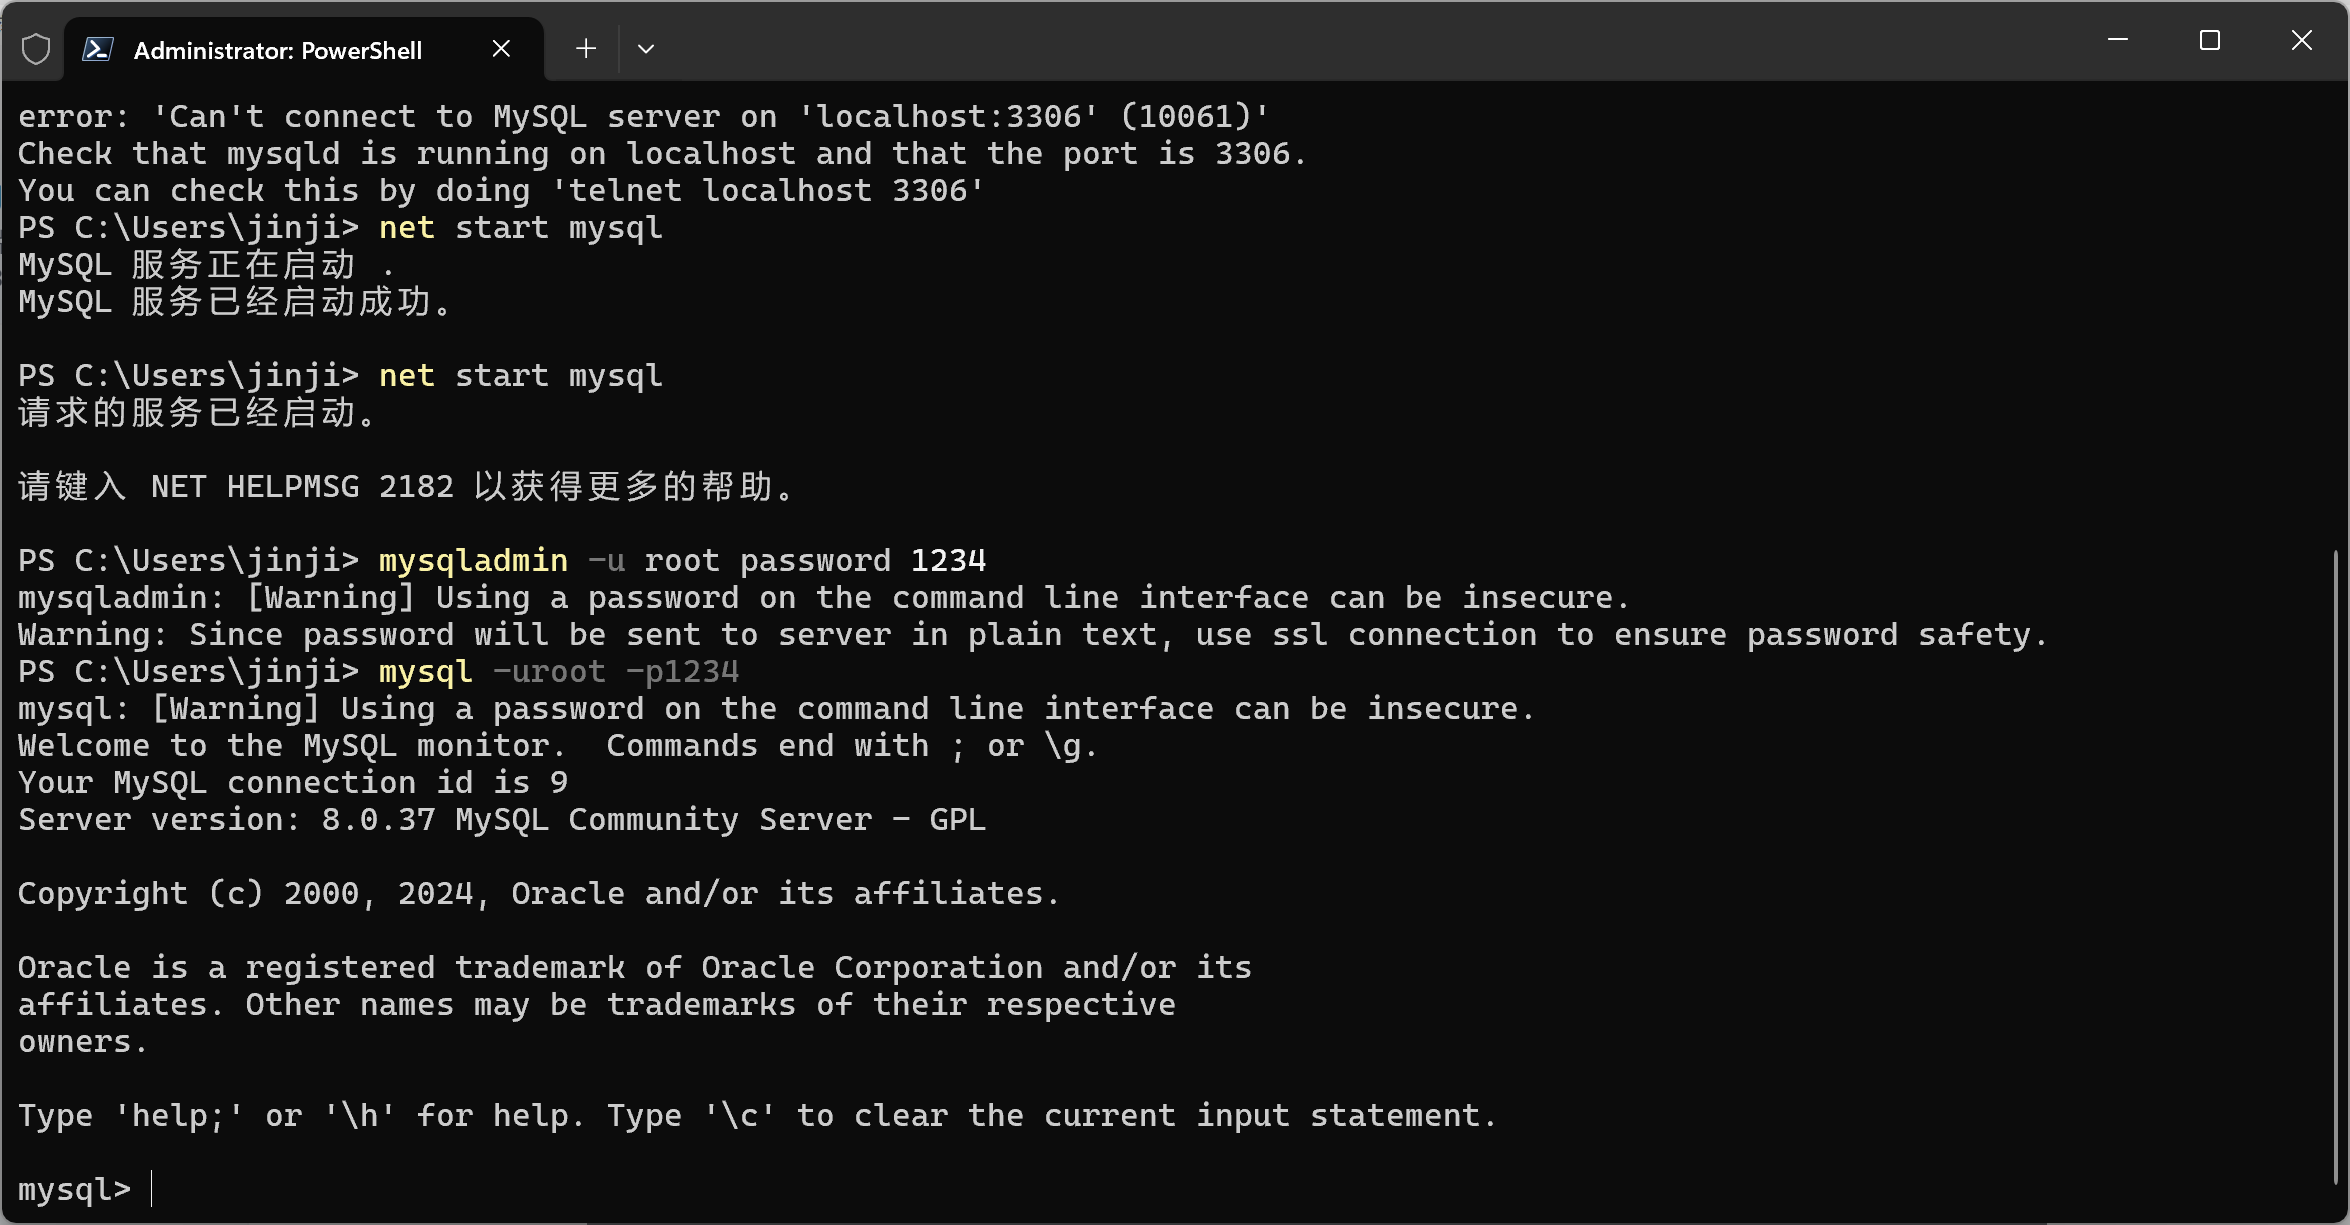 Administrator: PowerShell
error: 'Can't connect to MySQL server on 'localhost:3306' (10061)'
Check that mysqld is running on localhost and that the port is 3306.
You can check this by doing 'telnet localhost 3306'
PS C:\Users\jinji> net start mysql
MySQL 服务正在启动 .
MySQL 服务已经启动成功。
PS C:\Users\jinji> net start mysql
请求的服务已经启动。
请键入 NET HELPMSG 2182 以获得更多的帮助。
PS C:\Users\jinji> mysqladmin -u root password 1234
mysqladmin: [Warning] Using a password on the command line interface can be insecure.
Warning: Since password will be sent to server in plain text, use ssl connection to ensure password safety.
PS C:\Users\jinji> mysql -uroot -p1234
mysql: [Warning] Using a password on the command line interface can be insecure.
Welcome to the MySQL monitor.  Commands end with ; or \g.
Your MySQL connection id is 9
Server version: 8.0.37 MySQL Community Server - GPL
Copyright (c) 2000, 2024, Oracle and/or its affiliates.
Oracle is a registered trademark of Oracle Corporation and/or its
affiliates. Other names may be trademarks of their respective
owners.
Type 'help;' or '\h' for help. Type '\c' to clear the current input statement.
mysql>